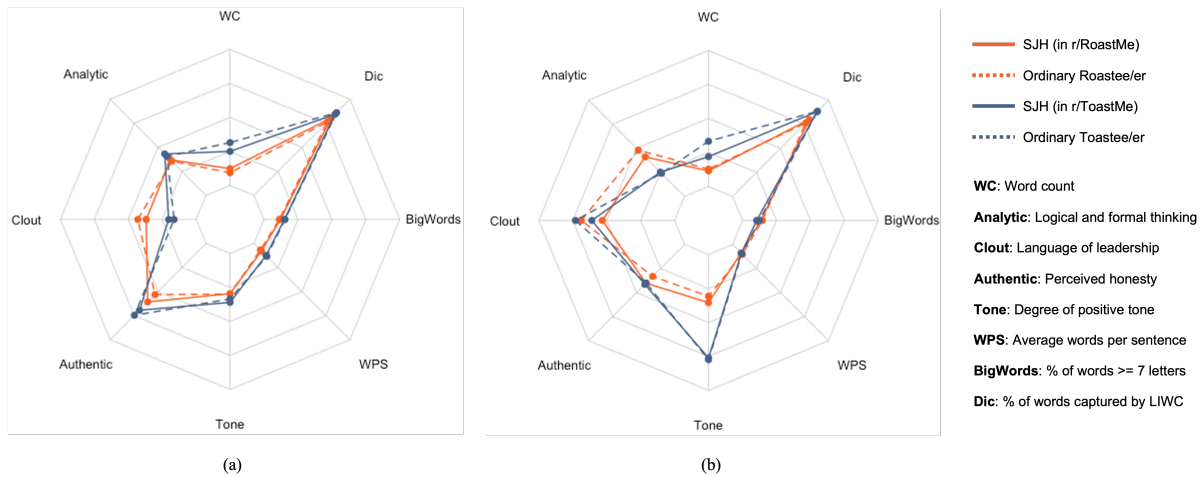 WC
Analytic
Dic
Clout
BigWords
Authentic
WPS
Tone
(a)
WC
Analytic
Dic
Clout
BigWords
Authentic
WPS
Tone
(b)
SJH (in r/RoastMe)
Ordinary Roastee/er
SJH (in r/ToastMe)
Ordinary Toastee/er
WC: Word count
Analytic: Logical and formal thinking
Clout: Language of leadership
Authentic: Perceived honesty
Tone: Degree of positive tone
WPS: Average words per sentence
BigWords: % of words >= 7 letters
Dic: % of words captured by LIWC